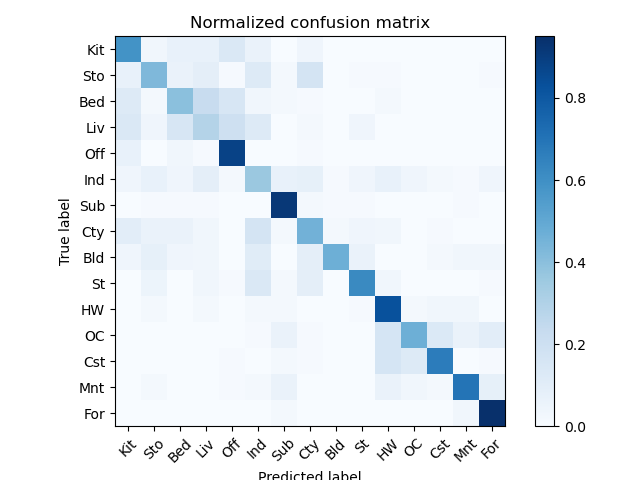 Normalized confusion matrix
True label
Kit
Sto
Bed
Liv
Off
Ind
Sub
Cty
Bld
St
HW
OC
Cst
Mnt
For
Kit Sto Bed Liv Off Ind Sub Cty Bld St HW OC Cst Mnt For
Predicted label
0.8
0.6
0.4
0.2
0.0